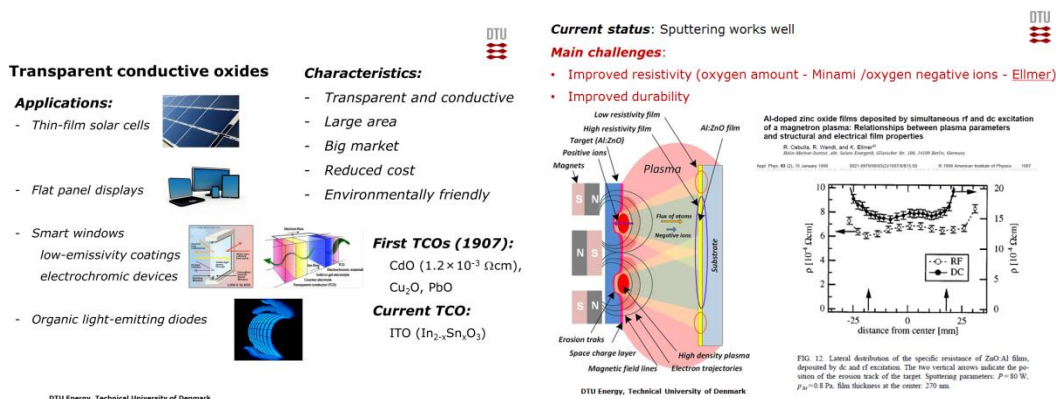 DTU
Transparent conductive oxides
Applications:
- Thin-film solar cells
- Flat panel displays
- Smart windows
low-emissivity coatings
electrochromic devices
- Organic light-emitting diodes
Characteristics:
- Transparent and conductive
- Large area
- Big market
- Reduced cost
- Environmentally friendly
First TCOs (1907):
CdO (1.2×10⁻³ Ωcm),
Cu₂O, PbO
Current TCO:
ITO (In₂₋ₓSnₓO₃)
DTU Energy, Technical University of Denmark
DTU
Current status: Sputtering works well
Main challenges:
• Improved resistivity (oxygen amount - Minami /oxygen negative ions - Ellmer)
• Improved durability
Low resistivity film
High resistivity film
Target (Al:ZnO)
Positive ions
Magnets
Al:ZnO film
Plasma
S N
S N
S N
Flux of atoms
Negative ions
Substrate
Erosion traks
Space charge layer
Magnetic field lines
High density plasma
Electron trajectories
Al-doped zinc oxide films deposited by simultaneous rf and dc excitation
of a magnetron plasma: Relationships between plasma parameters
and structural and electrical film properties
R. Cebulla, R. Wendt, and K. Ellmer
ρ [10⁻⁴ Ωcm]
10
8
6
4
2
0
20
15
10
5
0
ρ [10⁻⁴ Ωcm]
RF
DC
-25 0 25
distance from center [mm]
FIG. 12. Lateral distribution of the specific resistance of ZnO:Al films,
deposited by dc and rf excitation. The two vertical arrows indicate the po-
sition of the erosion track of the target. Sputtering parameters: P=80 W,
pAr=0.8 Pa, film thickness at the center: 270 nm.
DTU Energy, Technical University of Denmark